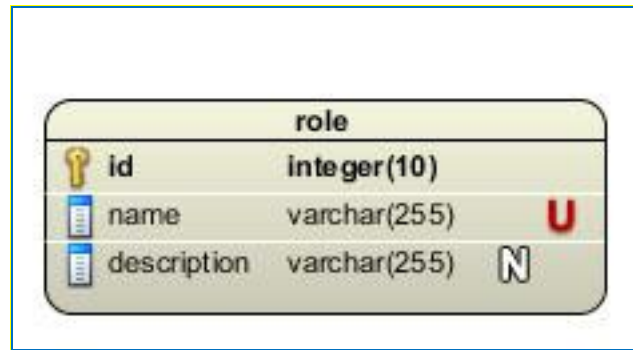 role
id integer(10)
name varchar(255) U
description varchar(255) N